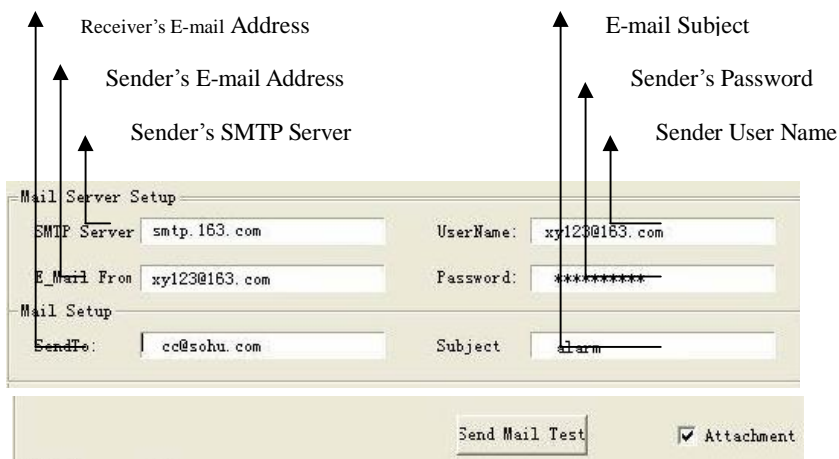 Receiver's E-mail Address E-mail Subject
Sender's E-mail Address Sender's Password
Sender's SMTP Server Sender User Name
Mail Server Setup
SMTP Server smtp.163.com UserName: xy123@163.com
E_Mail From xy123@163.com Password: **********
Mail Setup
SendTo: cc@sohu.com Subject alarm
Send Mail Test Attachment